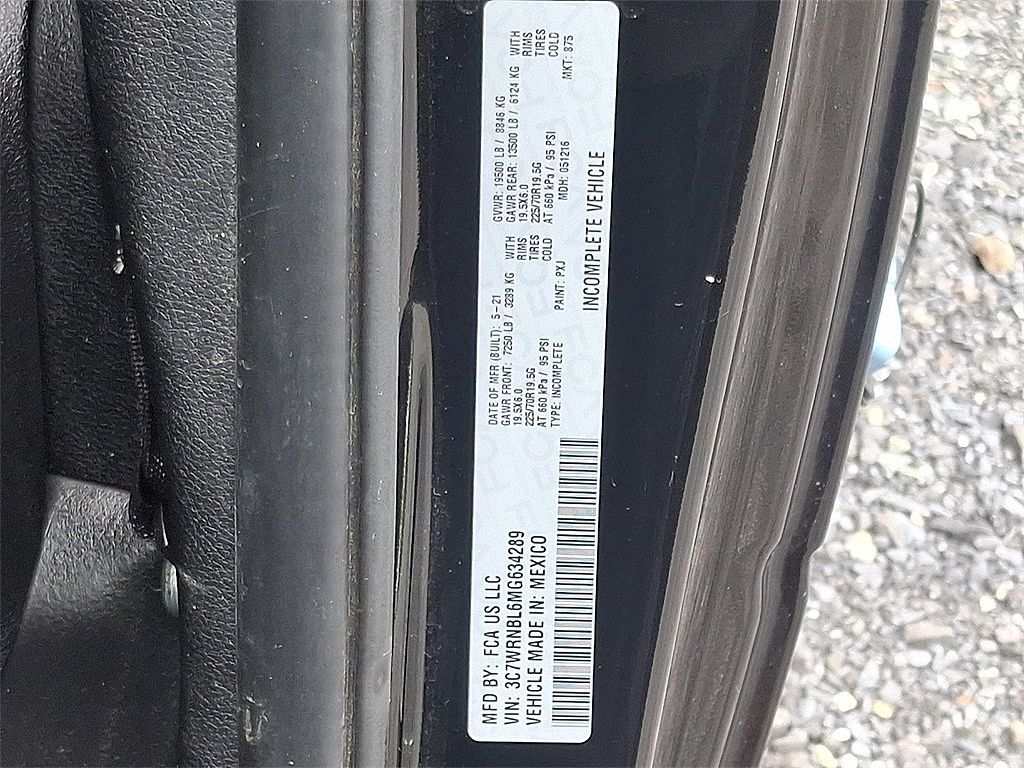 MFD BY: FCA US LLC
VIN: 3C7WRNBL6MG634289
VEHICLE MADE IN: MEXICO
DATE OF MFR (BUILT): 5-21 GVWR: 19500 LB / 8846 KG
GAWR FRONT: 7250 LB / 3289 KG WITH GAWR REAR: 13500 LB / 6124 KG WITH
19.5X6.0 RIMS 19.5X6.0 RIMS
225/70R19.5G TIRES 225/70R19.5G TIRES
AT 660 kPa / 95 PSI COLD AT 660 kPa / 95 PSI COLD
TYPE: INCOMPLETE PAINT: PXJ MDH: 051216 MKT: 875
INCOMPLETE VEHICLE